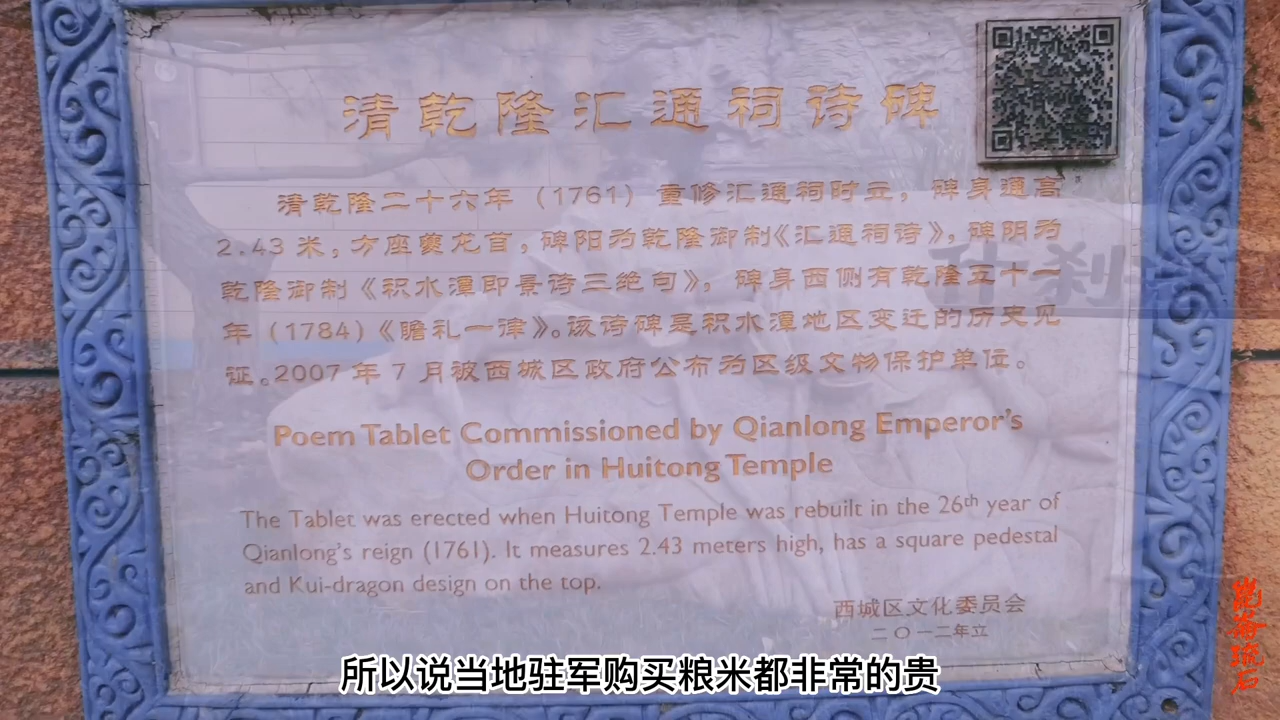 清乾隆汇通祠诗碑
清乾隆二十六年（1761）重修汇通祠时立，碑身通高
2.43 米，方座夔龙首，碑阳为乾隆御制《汇通祠诗》，碑阴为
乾隆御制《积水潭即景诗三绝句》，碑身西侧有乾隆五十一
年（1784）《瞻礼一律》。该诗碑是积水潭地区变迁的历史见
证。2007 年 7 月被西城区政府公布为区级文物保护单位。
Poem Tablet Commissioned by Qianlong Emperor's
Order in Huitong Temple
The Tablet was erected when Huitong Temple was rebuilt in the 26th year of
Qianlong's reign (1761). It measures 2.43 meters high, has a square pedestal
and Kui-dragon design on the top.
西城区文化委员会
二〇一二年立
所以说当地驻军购买粮米都非常的贵
昆仑琉石